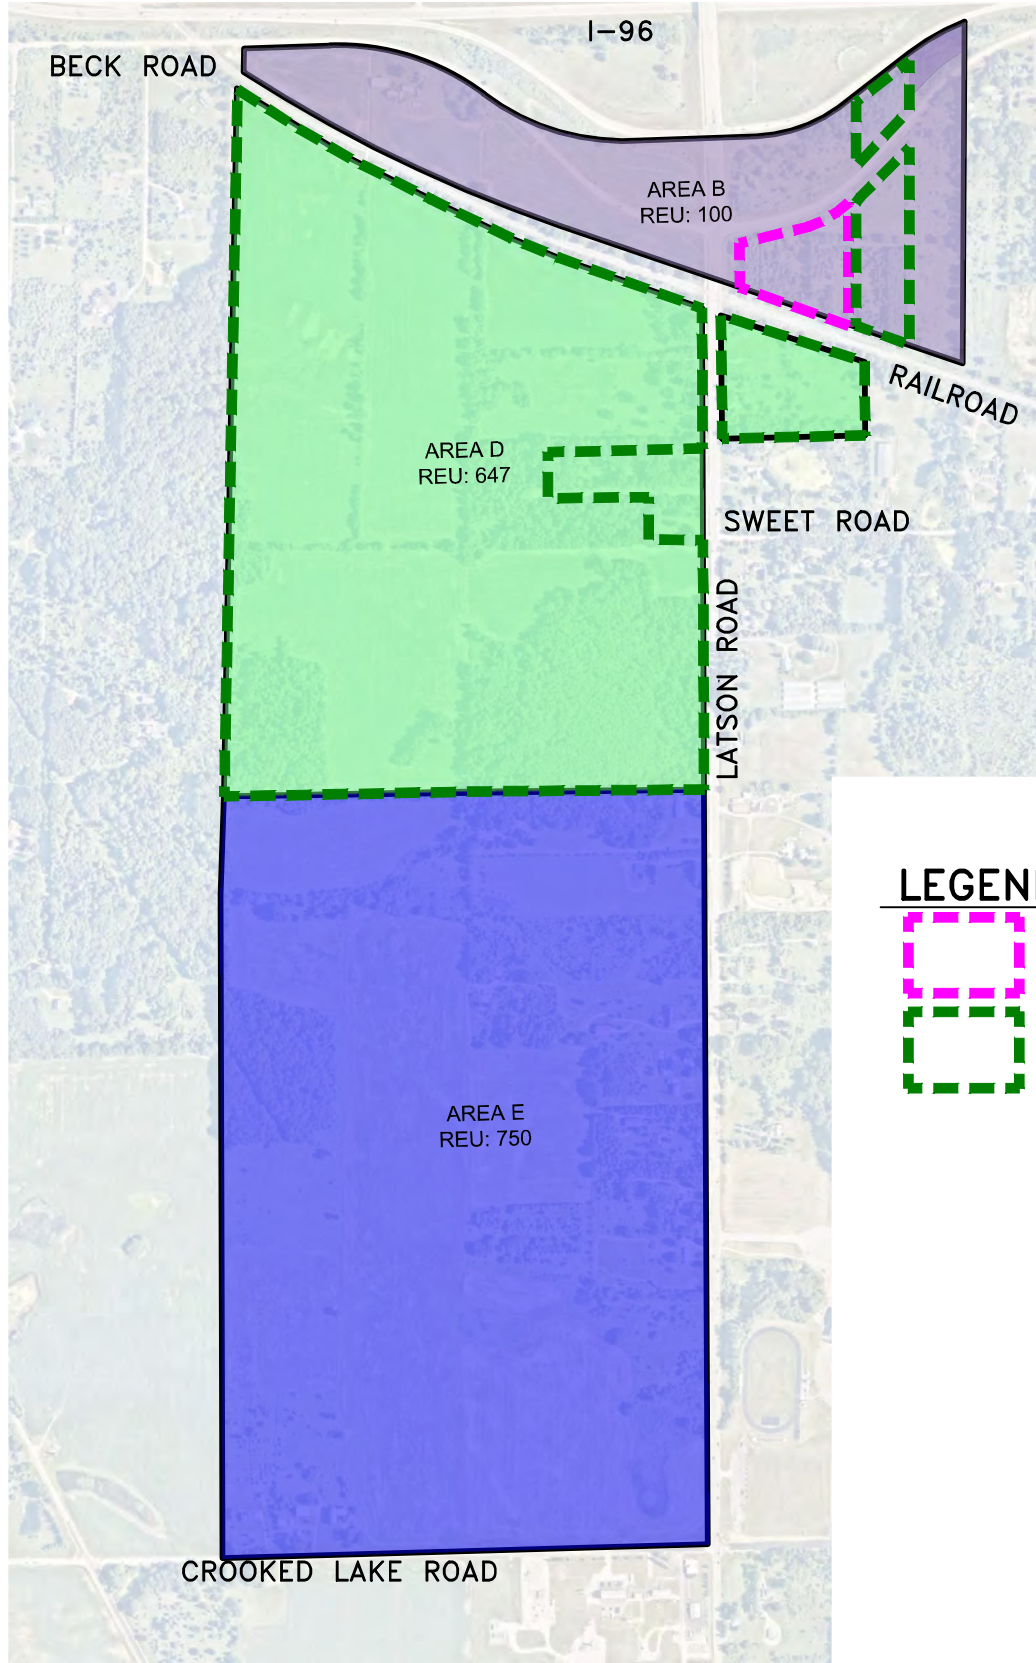 I-96
BECK ROAD
AREA B
REU: 100
RAILROAD
AREA D
REU: 647
SWEET ROAD
LATSON ROAD
LEGEN
AREA E
REU: 750
CROOKED LAKE ROAD